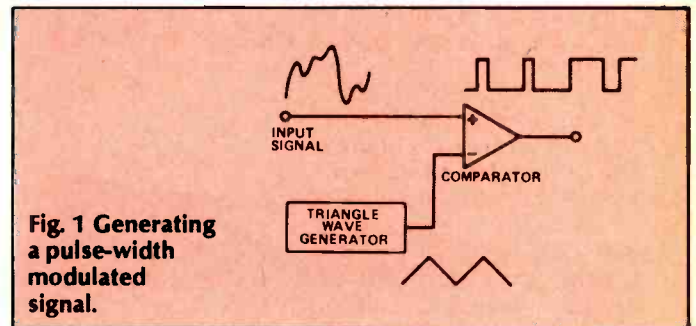 INPUT
SIGNAL
+
−
COMPARATOR
TRIANGLE
WAVE
GENERATOR
Fig. 1 Generating
a pulse-width
modulated
signal.